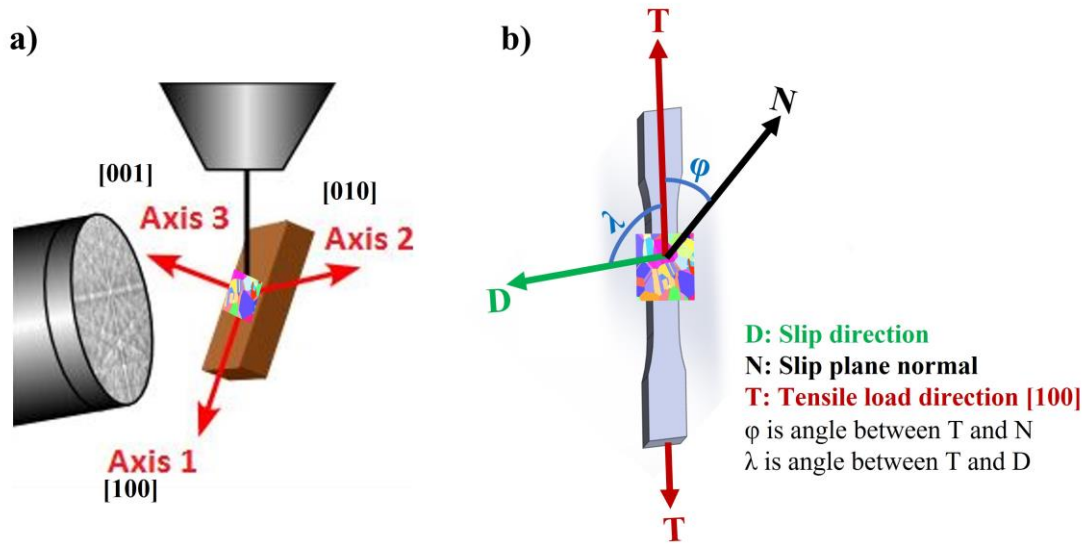 a)
[001]
[010]
Axis 3
Axis 2
Axis 1
[100]
b)
T
N
φ
λ
D
D: Slip direction
N: Slip plane normal
T: Tensile load direction [100]
φ is angle between T and N
λ is angle between T and D
T